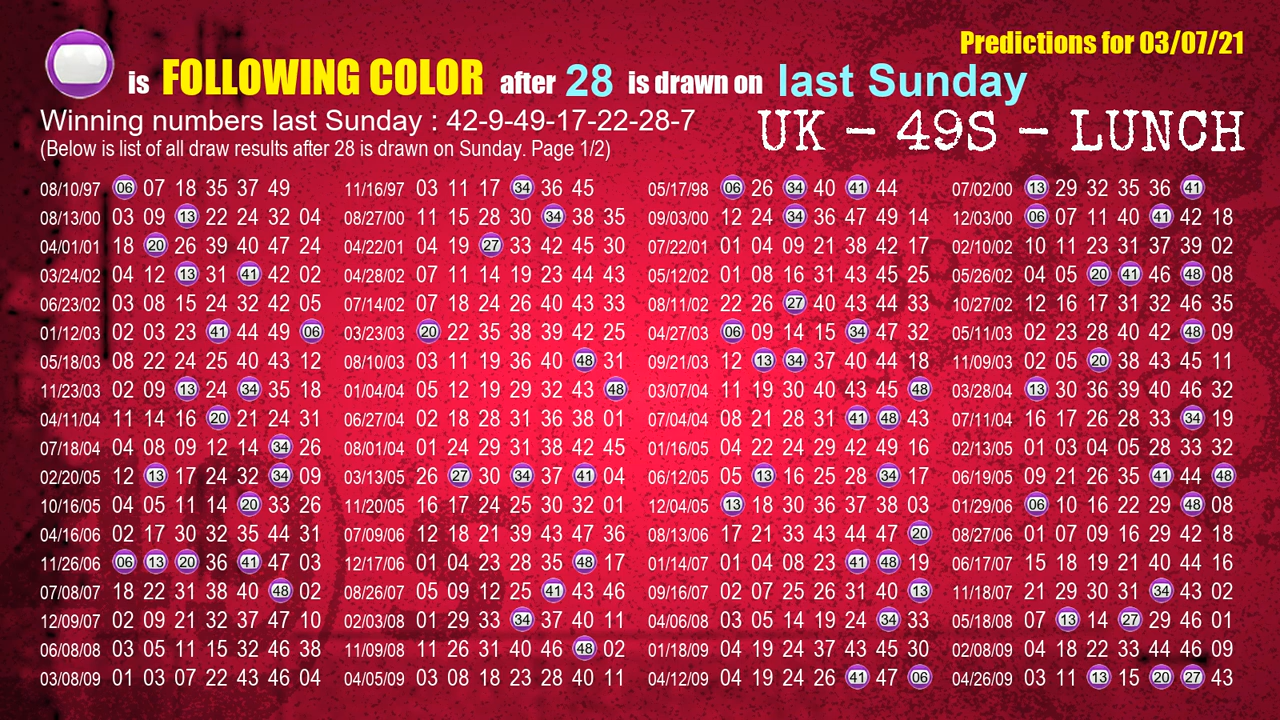 Predictions for 03/07/21
is FOLLOWING COLOR after 28 is drawn on last Sunday
Winning numbers last Sunday : 42-9-49-17-22-28-7
UK - 49S - LUNCH
(Below is list of all draw results after 28 is drawn on Sunday. Page 1/2)
08/10/97 06 07 18 35 37 49 11/16/97 03 11 17 34 36 45 05/17/98 06 26 34 40 41 44 07/02/00 13 29 32 35 36 41
08/13/00 03 09 13 22 24 32 04 08/27/00 11 15 28 30 34 38 35 09/03/00 12 24 34 36 47 49 14 12/03/00 06 07 11 40 41 42 18
04/01/01 18 20 26 39 40 47 24 04/22/01 04 19 27 33 42 45 30 07/22/01 01 04 09 21 38 42 17 02/10/02 10 11 23 31 37 39 02
03/24/02 04 12 13 31 41 42 02 04/28/02 07 11 14 19 23 44 43 05/12/02 01 08 16 31 43 45 25 05/26/02 04 05 20 41 46 48 08
06/23/02 03 08 15 24 32 42 05 07/14/02 07 18 24 26 40 43 33 08/11/02 22 26 27 40 43 44 33 10/27/02 12 16 17 31 32 46 35
01/12/03 02 03 23 41 44 49 06 03/23/03 20 22 35 38 39 42 25 04/27/03 06 09 14 15 34 47 32 05/11/03 02 23 28 40 42 48 09
05/18/03 08 22 24 25 40 43 12 08/10/03 03 11 19 36 40 48 31 09/21/03 12 13 34 37 40 44 18 11/09/03 02 05 20 38 43 45 11
11/23/03 02 09 13 24 34 35 18 01/04/04 05 12 19 29 32 43 48 03/07/04 11 19 30 40 43 45 48 03/28/04 13 30 36 39 40 46 32
04/11/04 11 14 16 20 21 24 31 06/27/04 02 18 28 31 36 38 01 07/04/04 08 21 28 31 41 48 43 07/11/04 16 17 26 28 33 34 19
07/18/04 04 08 09 12 14 34 26 08/01/04 01 24 29 31 38 42 45 01/16/05 04 22 24 29 42 49 16 02/13/05 01 03 04 05 28 33 32
02/20/05 12 13 17 24 32 34 09 03/13/05 26 27 30 34 37 41 04 06/12/05 05 13 16 25 28 34 17 06/19/05 09 21 26 35 41 44 48
10/16/05 04 05 11 14 20 33 26 11/20/05 16 17 24 25 30 32 01 12/04/05 13 18 30 36 37 38 03 01/29/06 06 10 16 22 29 48 08
04/16/06 02 17 30 32 35 44 31 07/09/06 12 18 21 39 43 47 36 08/13/06 17 21 33 43 44 47 20 08/27/06 01 07 09 16 29 42 18
11/26/06 06 13 20 36 41 47 03 12/17/06 01 04 23 28 35 48 17 01/14/07 01 04 08 23 41 48 19 06/17/07 15 18 19 21 40 44 16
07/08/07 18 22 31 38 40 48 02 08/26/07 05 09 12 25 41 43 46 09/16/07 02 07 25 26 31 40 13 11/18/07 21 29 30 31 34 43 02
12/09/07 02 09 21 32 37 47 10 02/03/08 01 29 33 34 37 40 11 04/06/08 03 05 14 19 24 34 33 05/18/08 07 13 14 27 29 46 01
06/08/08 03 05 11 15 32 46 38 11/09/08 11 26 31 40 46 48 02 01/18/09 04 19 24 37 43 45 30 02/08/09 04 18 22 33 44 46 09
03/08/09 01 03 07 22 43 46 04 04/05/09 03 08 18 23 28 40 11 04/12/09 04 19 24 26 41 47 06 04/26/09 03 11 13 15 20 27 43